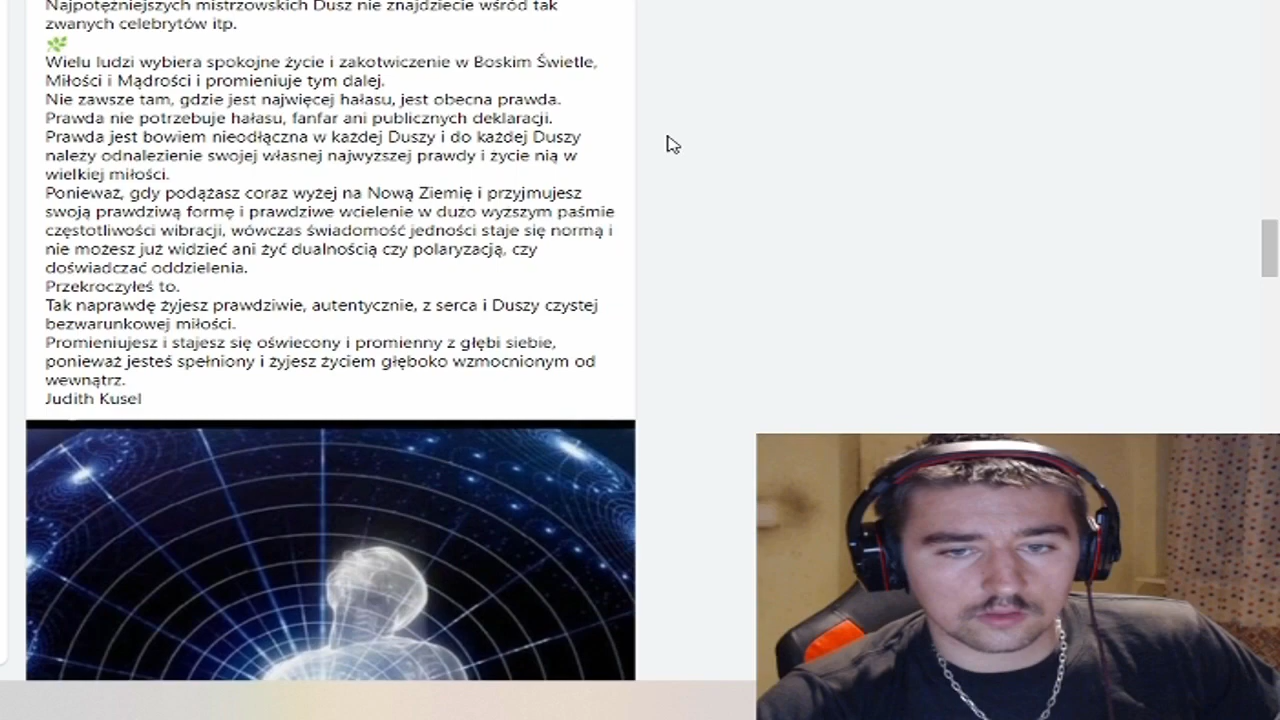 Najpotężniejszych mistrzowskich Dusz nie znajdziecie wśród tak
zwanych celebrytów itp.
Wielu ludzi wybiera spokojne życie i zakotwiczenie w Boskim Świetle,
Miłości i Mądrości i promieniuje tym dalej.
Nie zawsze tam, gdzie jest najwięcej hałasu, jest obecna prawda.
Prawda nie potrzebuje hałasu, fanfar ani publicznych deklaracji.
Prawda jest bowiem nieodłączna w każdej Duszy i do każdej Duszy
należy odnalezienie swojej własnej najwyższej prawdy i życie nią w
wielkiej miłości.
Ponieważ, gdy podążasz coraz wyżej na Nową Ziemię i przyjmujesz
swoją prawdziwą formę i prawdziwe wcielenie w dużo wyższym paśmie
częstotliwości wibracji, wówczas świadomość jedności staje się normą i
nie możesz już widzieć ani żyć dualnością czy polaryzacją, czy
doświadczać oddzielenia.
Przekroczyłeś to.
Tak naprawdę żyjesz prawdziwie, autentycznie, z serca i Duszy czystej
bezwarunkowej miłości.
Promieniujesz i stajesz się oświecony i promienny z głębi siebie,
ponieważ jesteś spełniony i żyjesz życiem głęboko wzmocnionym od
wewnątrz.
Judith Kusel